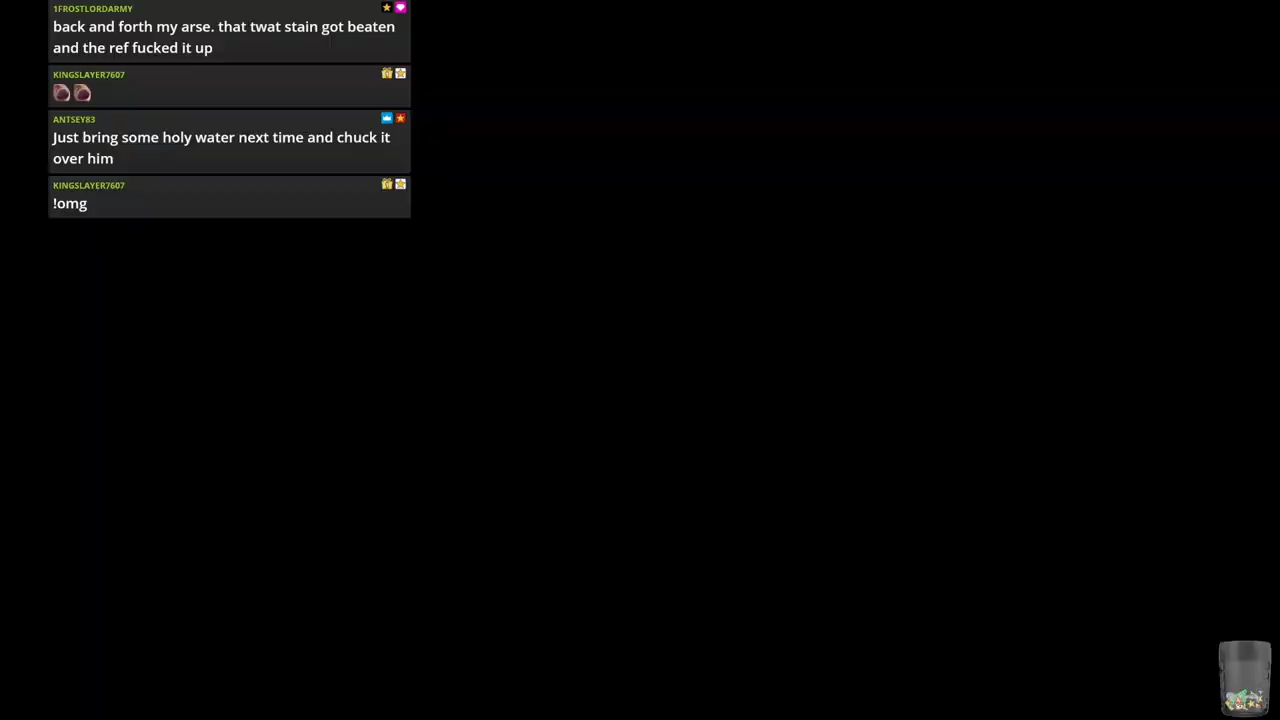 1FROSTLORDARMY
back and forth my arse. that twat stain got beaten
and the ref fucked it up
KINGSLAYER7607
ANTSEY83
Just bring some holy water next time and chuck it
over him
KINGSLAYER7607
!omg